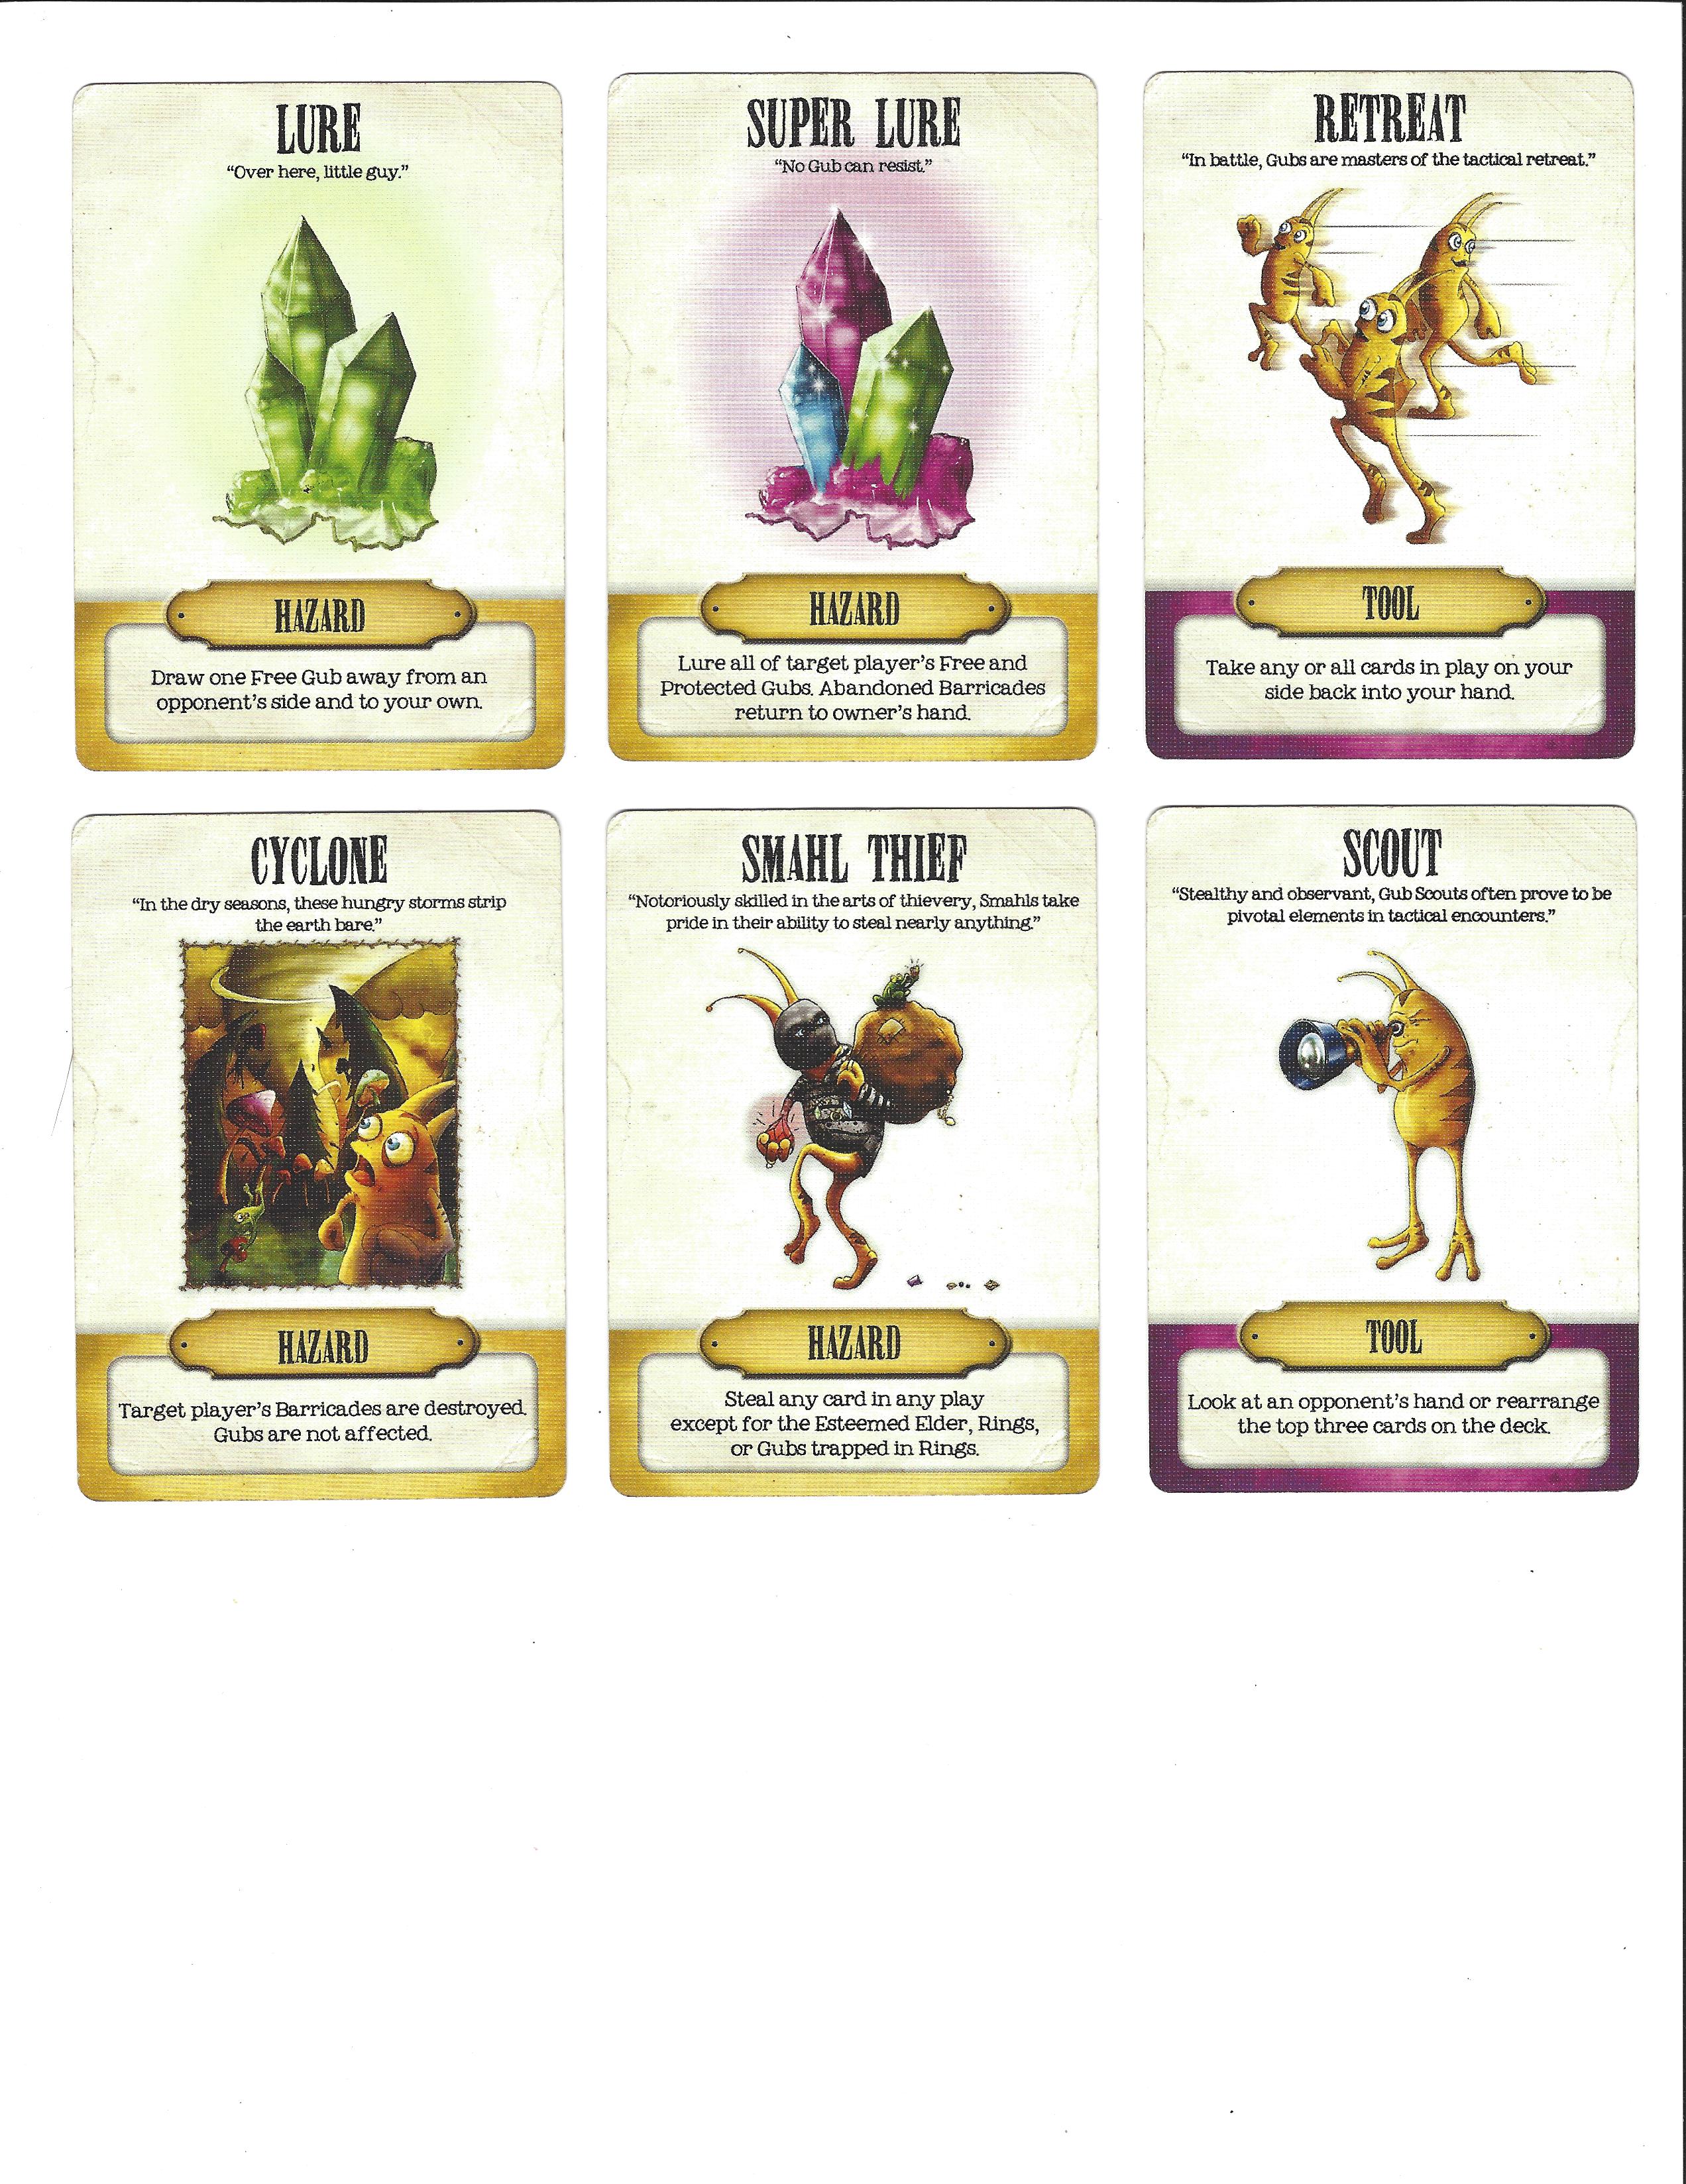 LURE
“Over here, little guy.”
HAZARD
Draw one Free Gub away from an
opponent's side and to your own.
SUPER LURE
“No Gub can resist.”
HAZARD
Lure all of target player's Free and
Protected Gubs. Abandoned Barricades
return to owner's hand.
RETREAT
“In battle, Gubs are masters of the tactical retreat.”
TOOL
Take any or all cards in play on your
side back into your hand.
CYCLONE
“In the dry seasons, these hungry storms strip
the earth bare.”
HAZARD
Target player's Barricades are destroyed.
Gubs are not affected.
SMAHL THIEF
“Notoriously skilled in the arts of thievery, Smahls take
pride in their ability to steal nearly anything.”
HAZARD
Steal any card in any play
except for the Esteemed Elder, Rings,
or Gubs trapped in Rings.
SCOUT
“Stealthy and observant, Gub Scouts often prove to be
pivotal elements in tactical encounters.”
TOOL
Look at an opponent's hand or rearrange
the top three cards on the deck.